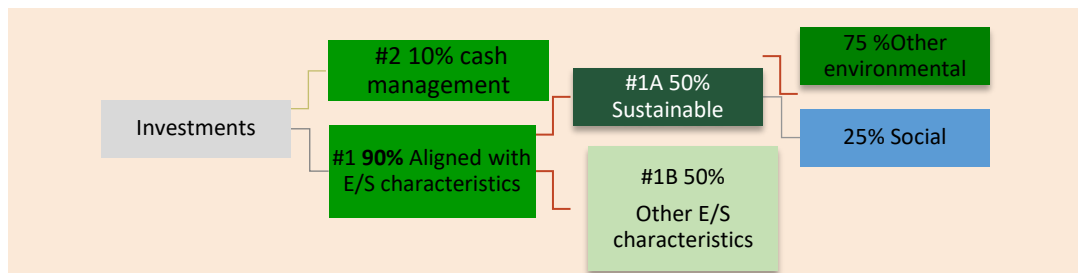 Investments
#2 10% cash
management
#1 90% Aligned with
E/S characteristics
#1A 50%
Sustainable
#1B 50%
Other E/S
characteristics
75 %Other
environmental
25% Social